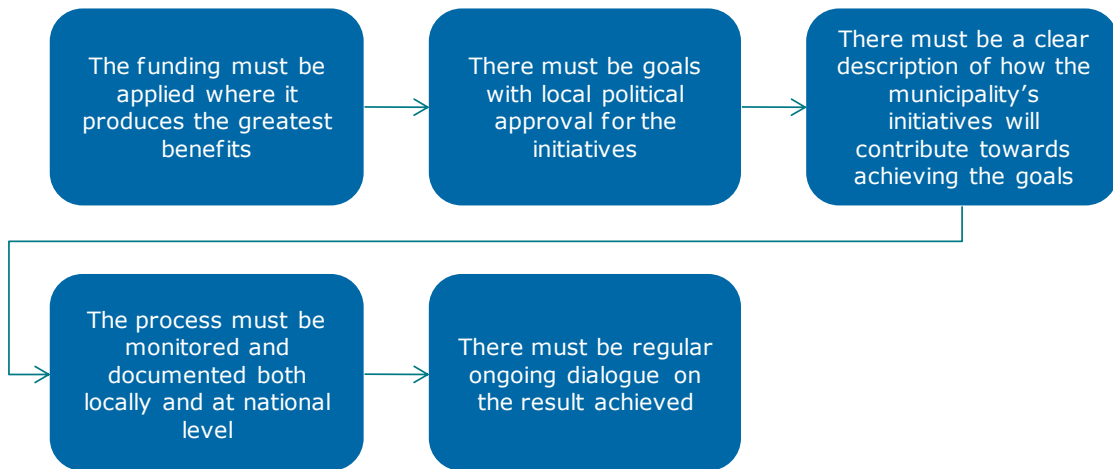 The funding must be
applied where it
produces the greatest
benefits
There must be goals
with local political
approval for the
initiatives
There must be a clear
description of how the
municipality’s
initiatives will
contribute towards
achieving the goals
The process must be
monitored and
documented both
locally and at national
level
There must be regular
ongoing dialogue on
the result achieved